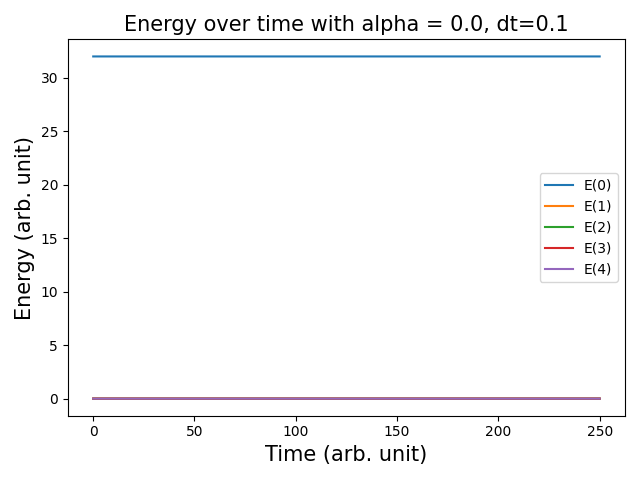 Energy over time with alpha = 0.0, dt=0.1
Energy (arb. unit)
30
25
20
15
10
5
0
E(0)
E(1)
E(2)
E(3)
E(4)
0 50 100 150 200 250
Time (arb. unit)